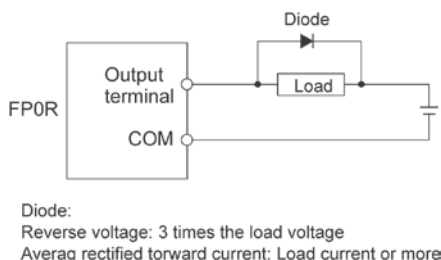 Diode
Output
terminal
Load
FP0R
COM
Diode:
Reverse voltage: 3 times the load voltage
Averag rectified torward current: Load current or more